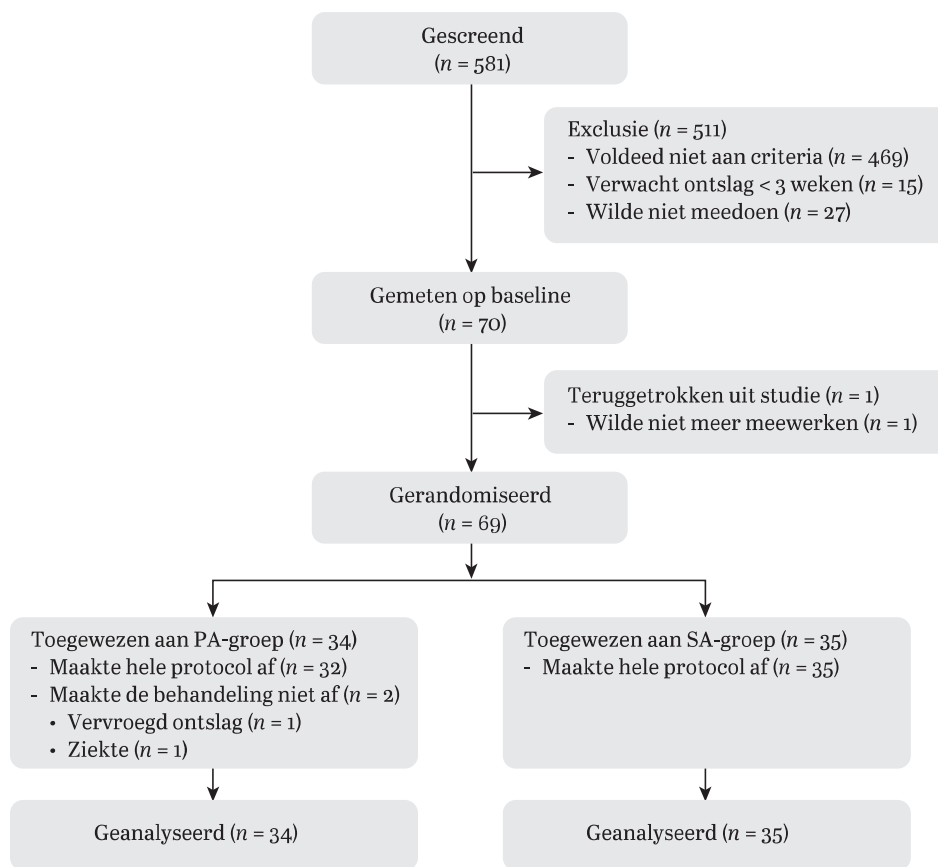 Gescreend
(n = 581)
Exclusie (n = 511)
- Voldeed niet aan criteria (n = 469)
- Verwacht ontslag < 3 weken (n = 15)
- Wilde niet meedoen (n = 27)
Gemeten op baseline
(n = 70)
Teruggetrokken uit studie (n = 1)
- Wilde niet meer meewerken (n = 1)
Gerandomiseerd
(n = 69)
Toegewezen aan PA-groep (n = 34)
- Maakte hele protocol af (n = 32)
- Maakte de behandeling niet af (n = 2)
• Vervroegd ontslag (n = 1)
• Ziekte (n = 1)
Toegewezen aan SA-groep (n = 35)
- Maakte hele protocol af (n = 35)
Geanalyseerd (n = 34)
Geanalyseerd (n = 35)